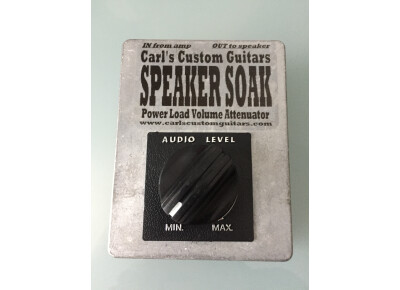 IN from amp OUT to speaker
Carl's Custom Guitars
SPEAKER SOAK
Power Load Volume Attenuator
www.carlscustomguitars.com
AUDIO LEVEL
MIN. MAX.